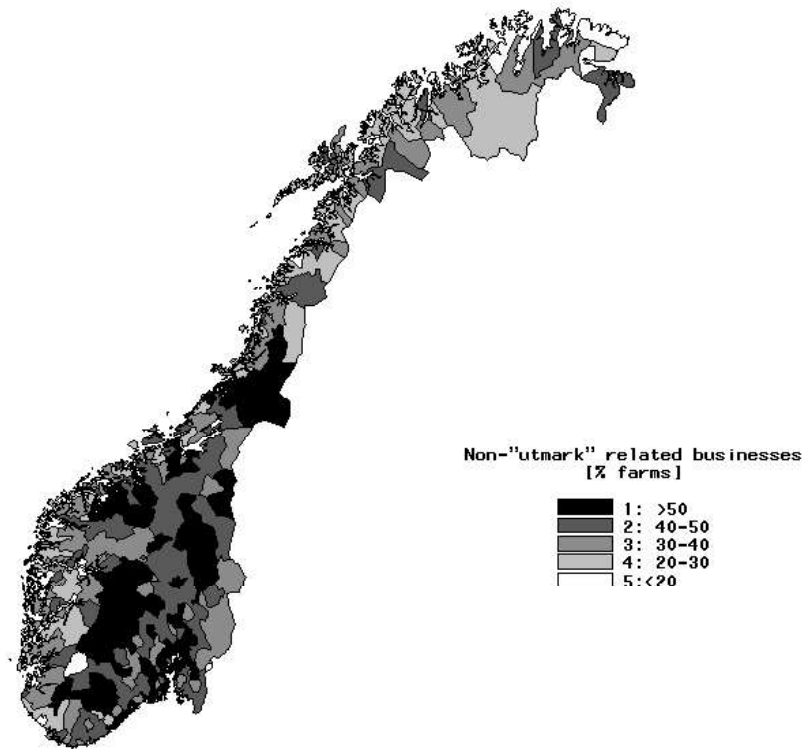 Non-"utmark" related businesses
[% farms]
1: >50
2: 40-50
3: 30-40
4: 20-30
5:<20